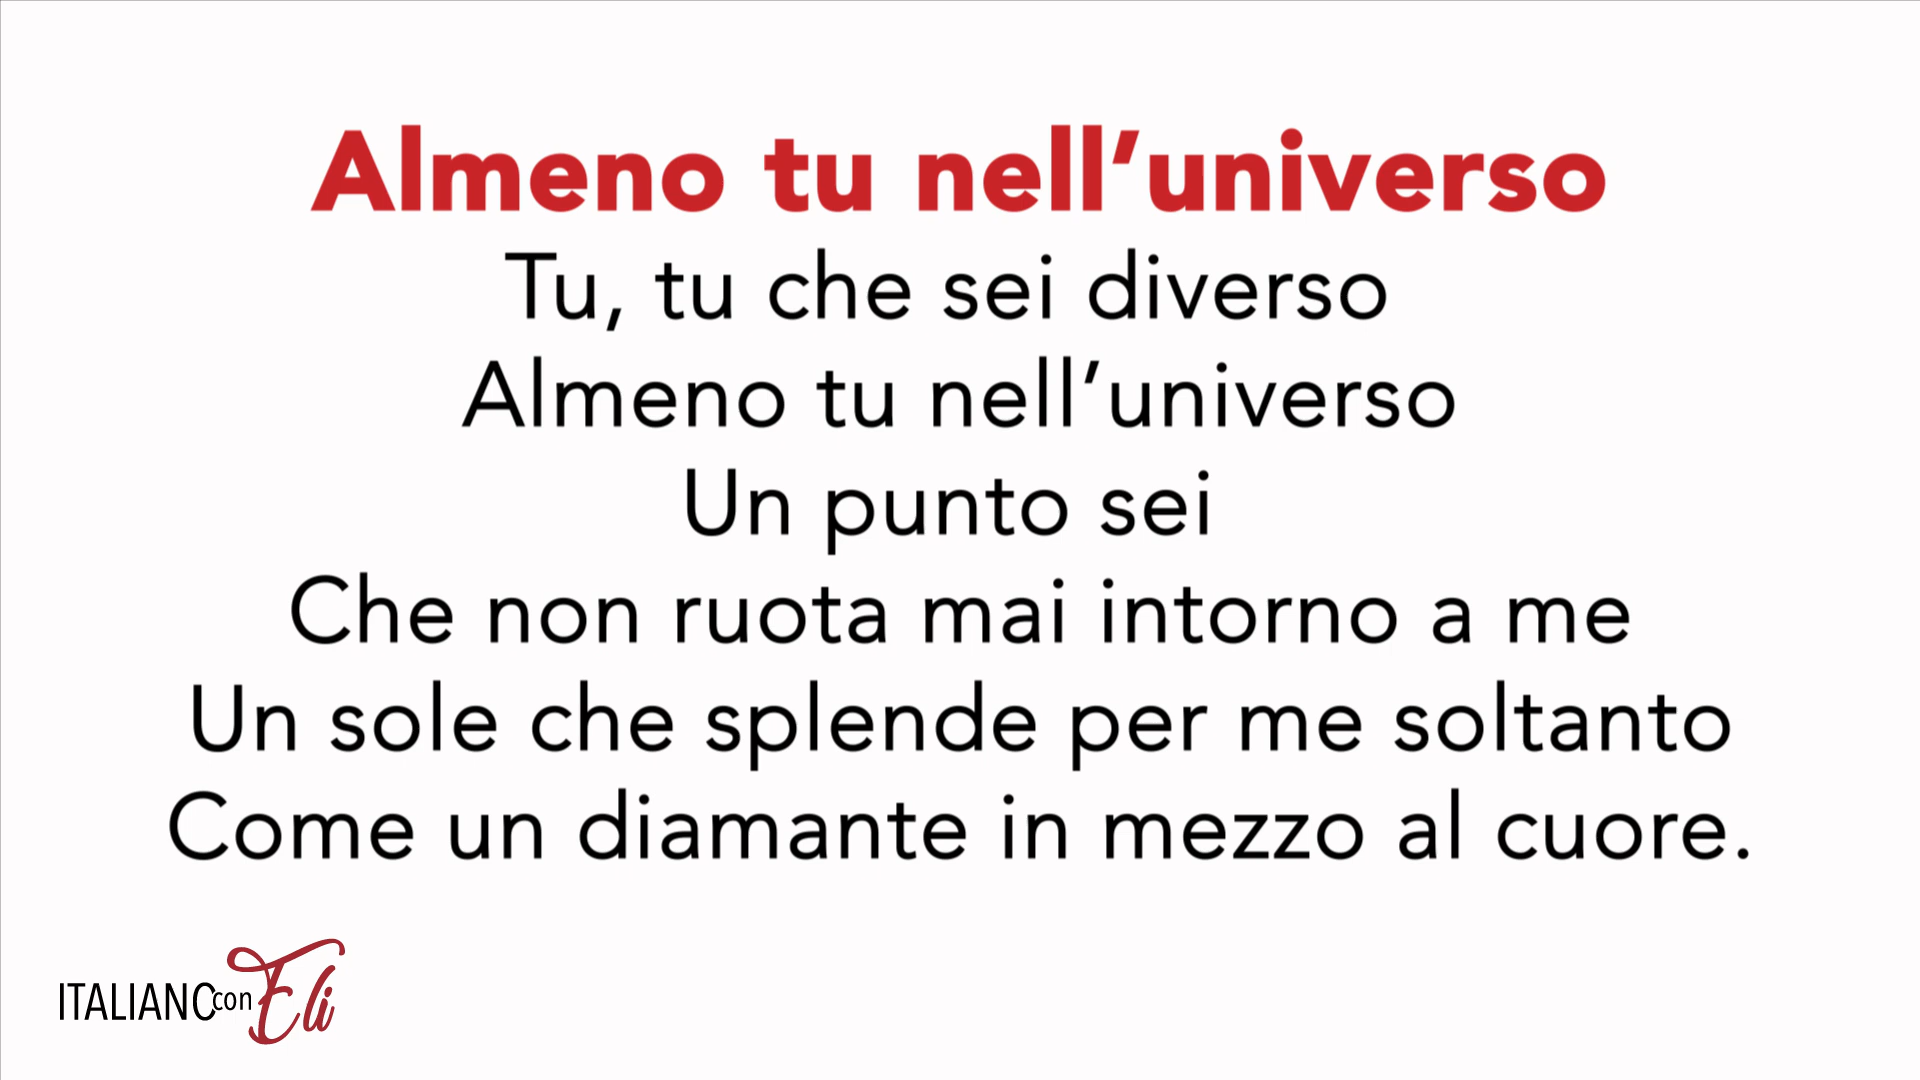 Almeno tu nell’universo
Tu, tu che sei diverso
Almeno tu nell’universo
Un punto sei
Che non ruota mai intorno a me
Un sole che splende per me soltanto
Come un diamante in mezzo al cuore.
ITALIANO con Eli